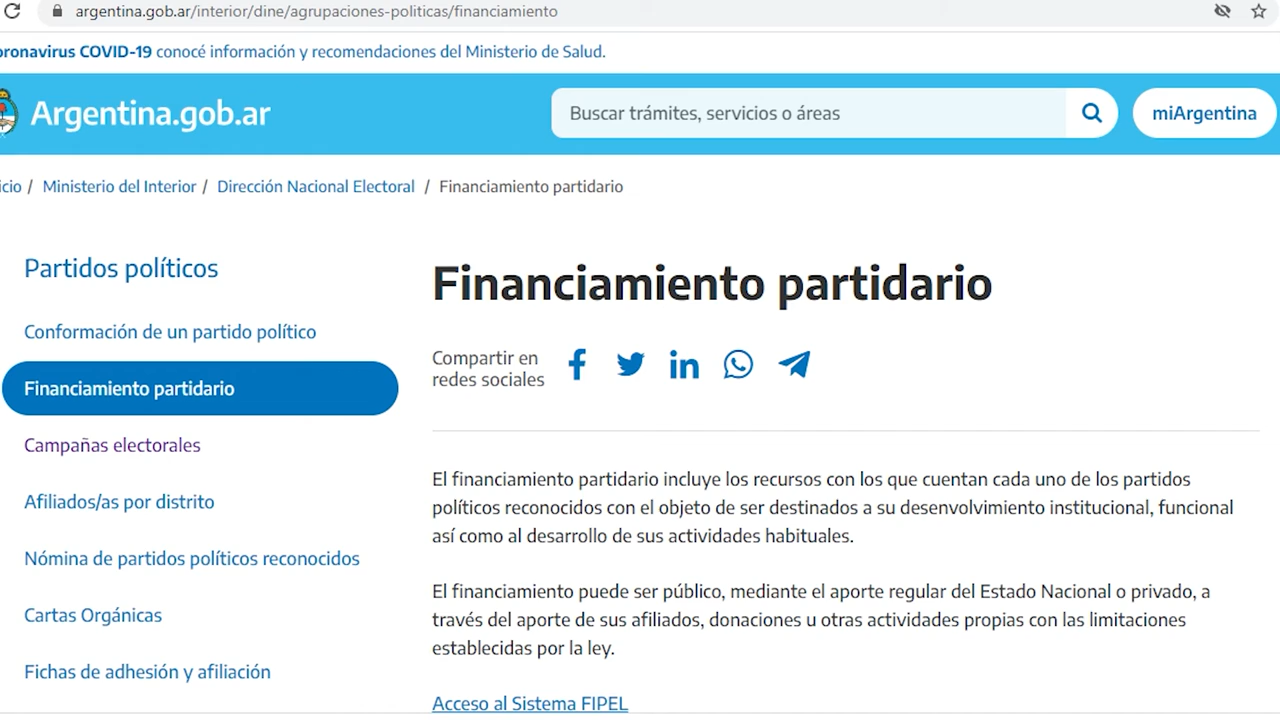 argentina.gob.ar/interior/dine/agrupaciones-politicas/financiamiento
oronavirus COVID-19 conocé información y recomendaciones del Ministerio de Salud.
Argentina.gob.ar
Buscar trámites, servicios o áreas
miArgentina
icio / Ministerio del Interior / Dirección Nacional Electoral / Financiamiento partidario
Partidos políticos
Conformación de un partido político
Financiamiento partidario
Campañas electorales
Afiliados/as por distrito
Nómina de partidos políticos reconocidos
Cartas Orgánicas
Fichas de adhesión y afiliación
Financiamiento partidario
Compartir en
redes sociales
El financiamiento partidario incluye los recursos con los que cuentan cada uno de los partidos
políticos reconocidos con el objeto de ser destinados a su desenvolvimiento institucional, funcional
así como al desarrollo de sus actividades habituales.
El financiamiento puede ser público, mediante el aporte regular del Estado Nacional o privado, a
través del aporte de sus afiliados, donaciones u otras actividades propias con las limitaciones
establecidas por la ley.
Acceso al Sistema FIPEL